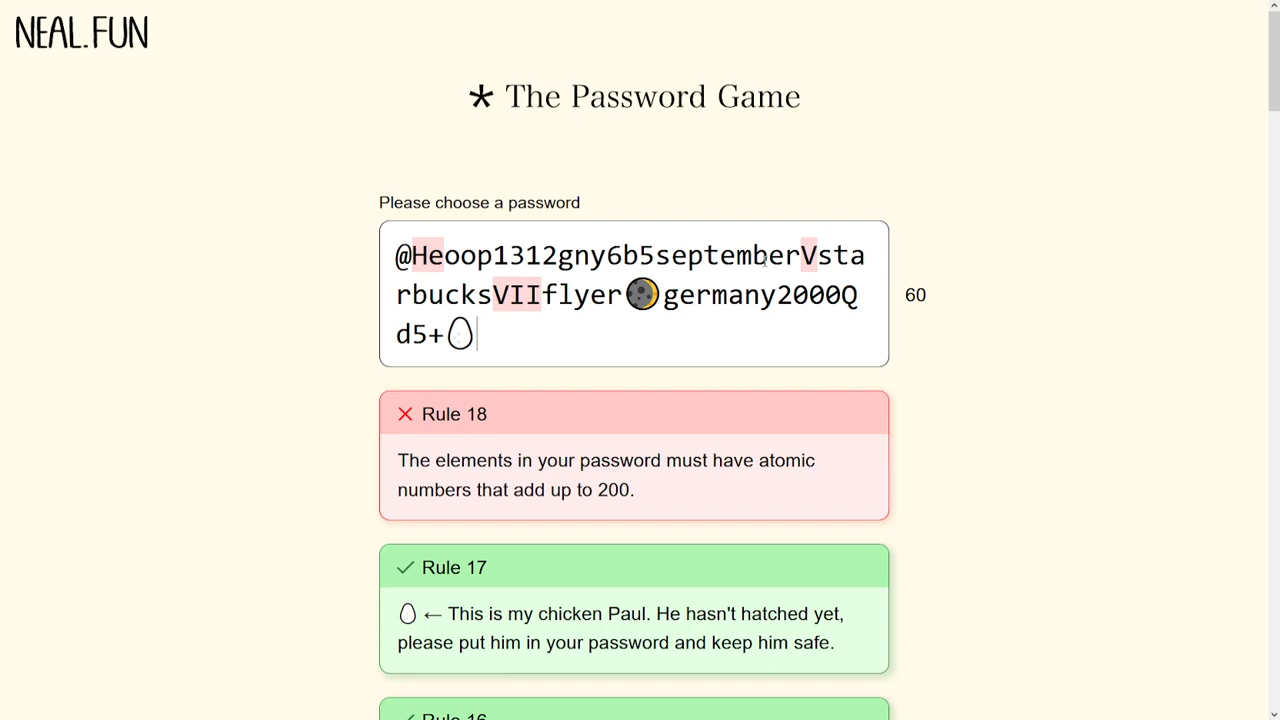 NEAL.FUN
* The Password Game
Please choose a password
@Heoop1312gny6b5septemberVsta
rbucksVIIflyer🌒germany2000Q
d5+🥚
60
× Rule 18
The elements in your password must have atomic
numbers that add up to 200.
✓ Rule 17
🥚 ← This is my chicken Paul. He hasn't hatched yet,
please put him in your password and keep him safe.
✓ Rule 16